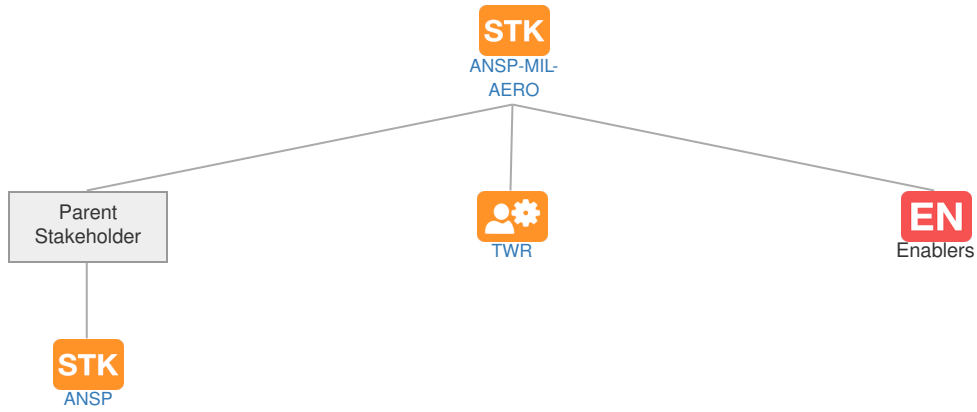 STK
ANSP-MIL-
AERO
Parent
Stakeholder
TWR
EN
Enablers
STK
ANSP